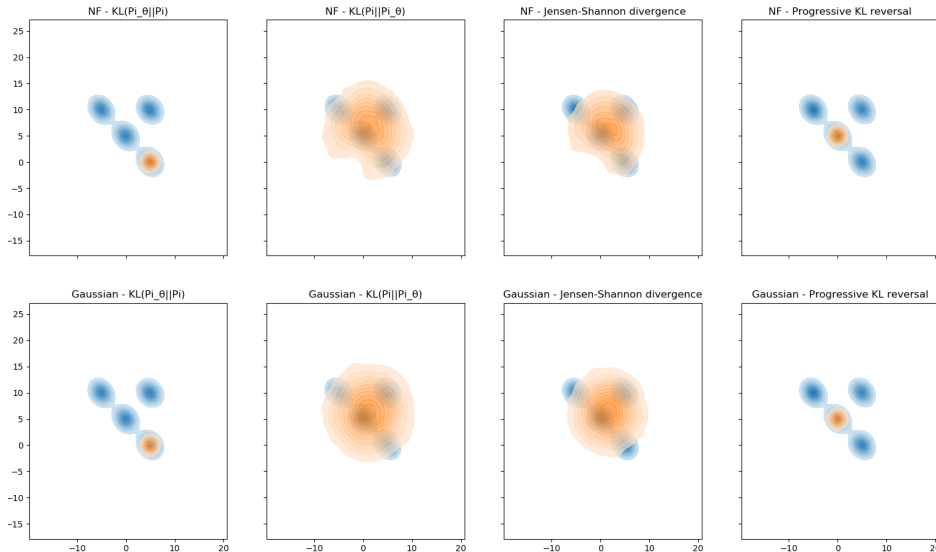 NF - KL(Pi_θ||Pi)
NF - KL(Pi||Pi_θ)
NF - Jensen-Shannon divergence
NF - Progressive KL reversal
25
20
15
10
5
0
−5
−10
−15
Gaussian - KL(Pi_θ||Pi)
Gaussian - KL(Pi||Pi_θ)
Gaussian - Jensen-Shannon divergence
Gaussian - Progressive KL reversal
25
20
15
10
5
0
−5
−10
−15
−10 0 10 20
−10 0 10 20
−10 0 10 20
−10 0 10 20